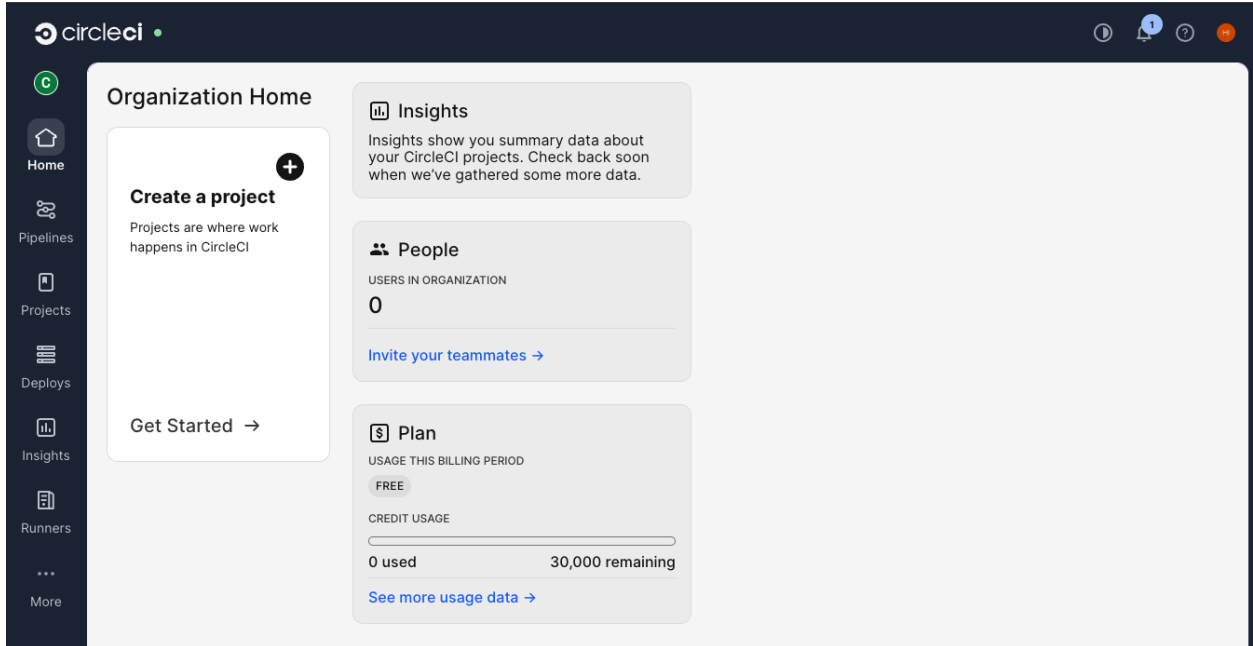 circleci
1
HI
C
Home
Pipelines
Projects
Deploys
Insights
Runners
More
Organization Home
Create a project
Projects are where work
happens in CircleCI
Get Started →
Insights
Insights show you summary data about
your CircleCI projects. Check back soon
when we've gathered some more data.
People
USERS IN ORGANIZATION
0
Invite your teammates →
Plan
USAGE THIS BILLING PERIOD
FREE
CREDIT USAGE
0 used 30,000 remaining
See more usage data →